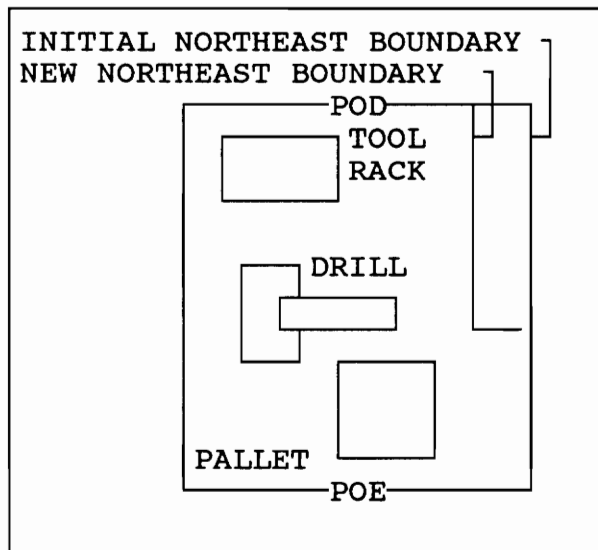 INITIAL NORTHEAST BOUNDARY
NEW NORTHEAST BOUNDARY
POD
TOOL
RACK
DRILL
PALLET
POE